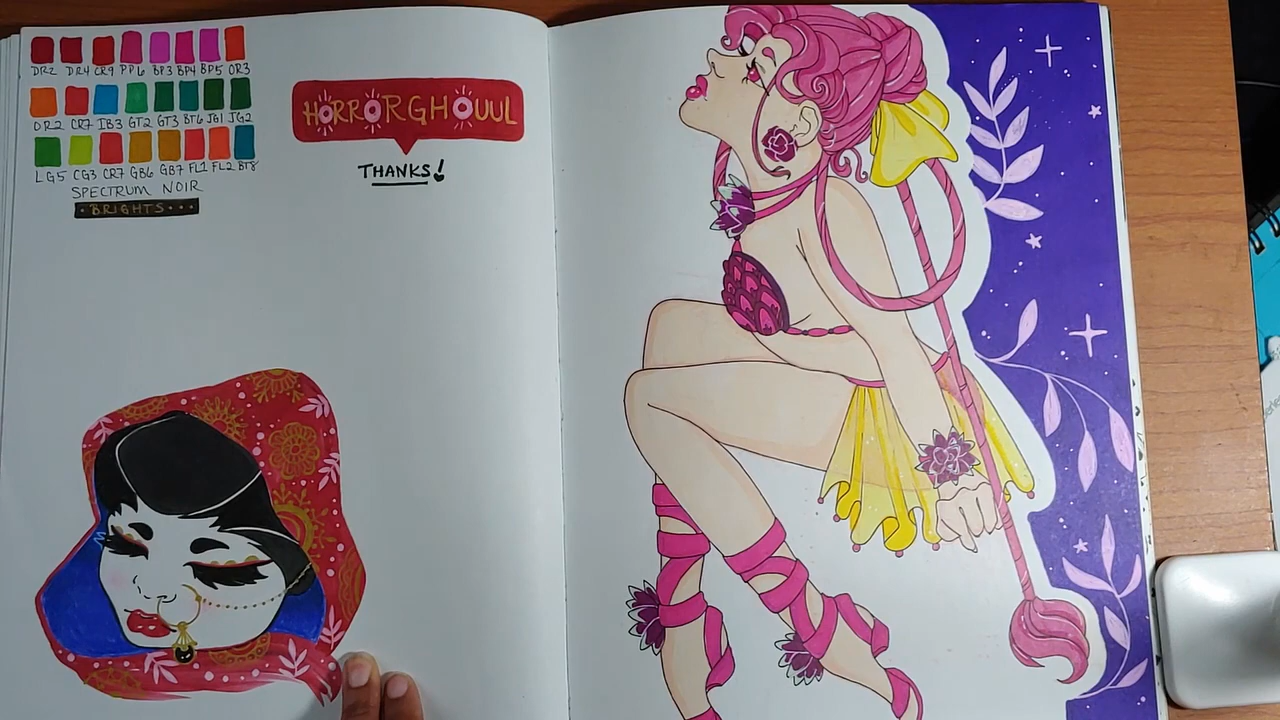 DR2 DR4 CR9 PP6 BP3 BP4 BP5 OR3
OR2 CR7 IB3 GT2 GT3 BT6 JG1 JG2
LG5 CG3 CR7 GB6 GB7 FL1 FL2 BT8
SPECTRUM NOIR
BRIGHTS
HORRORGHOUUL
THANKS!